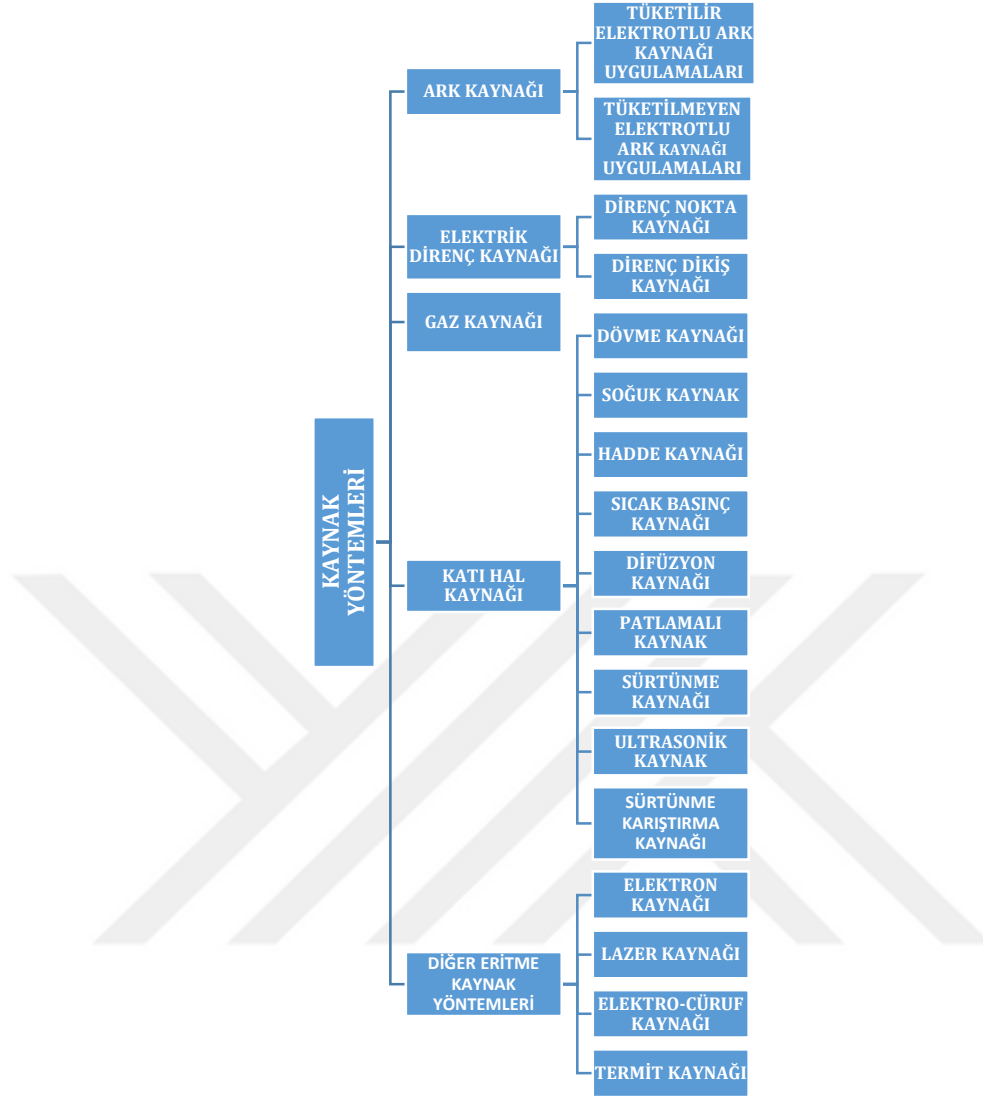 KAYNAK
YÖNTEMLERİ
ARK KAYNAĞI
TÜKETİLİR
ELEKTROTLU ARK
KAYNAĞI
UYGULAMALARI
TÜKETİLMEYEN
ELEKTROTLU
ARK KAYNAĞI
UYGULAMALARI
ELEKTRİK
DİRENÇ KAYNAĞI
DİRENÇ NOKTA
KAYNAĞI
DİRENÇ DİKİŞ
KAYNAĞI
GAZ KAYNAĞI
KATI HAL
KAYNAĞI
DÖVME KAYNAĞI
SOĞUK KAYNAK
HADDE KAYNAĞI
SICAK BASINÇ
KAYNAĞI
DİFÜZYON
KAYNAĞI
PATLAMALI
KAYNAK
SÜRTÜNME
KAYNAĞI
ULTRASONİK
KAYNAK
SÜRTÜNME
KARIŞTIRMA
KAYNAĞI
DİĞER ERİTME
KAYNAK
YÖNTEMLERİ
ELEKTRON
KAYNAĞI
LAZER KAYNAĞI
ELEKTRO-CÜRUF
KAYNAĞI
TERMİT KAYNAĞI